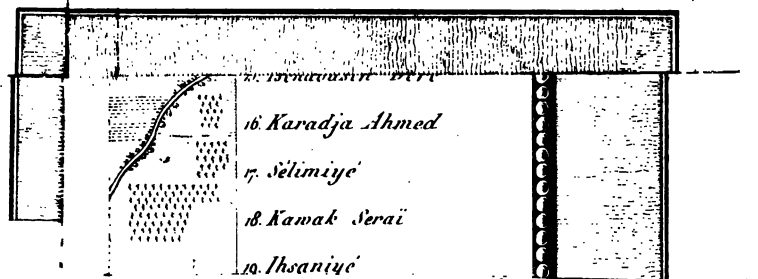 16. Karadja Ahmed
17. Sélimiyé
18. Kawak Seraï
19. Ihsaniyé